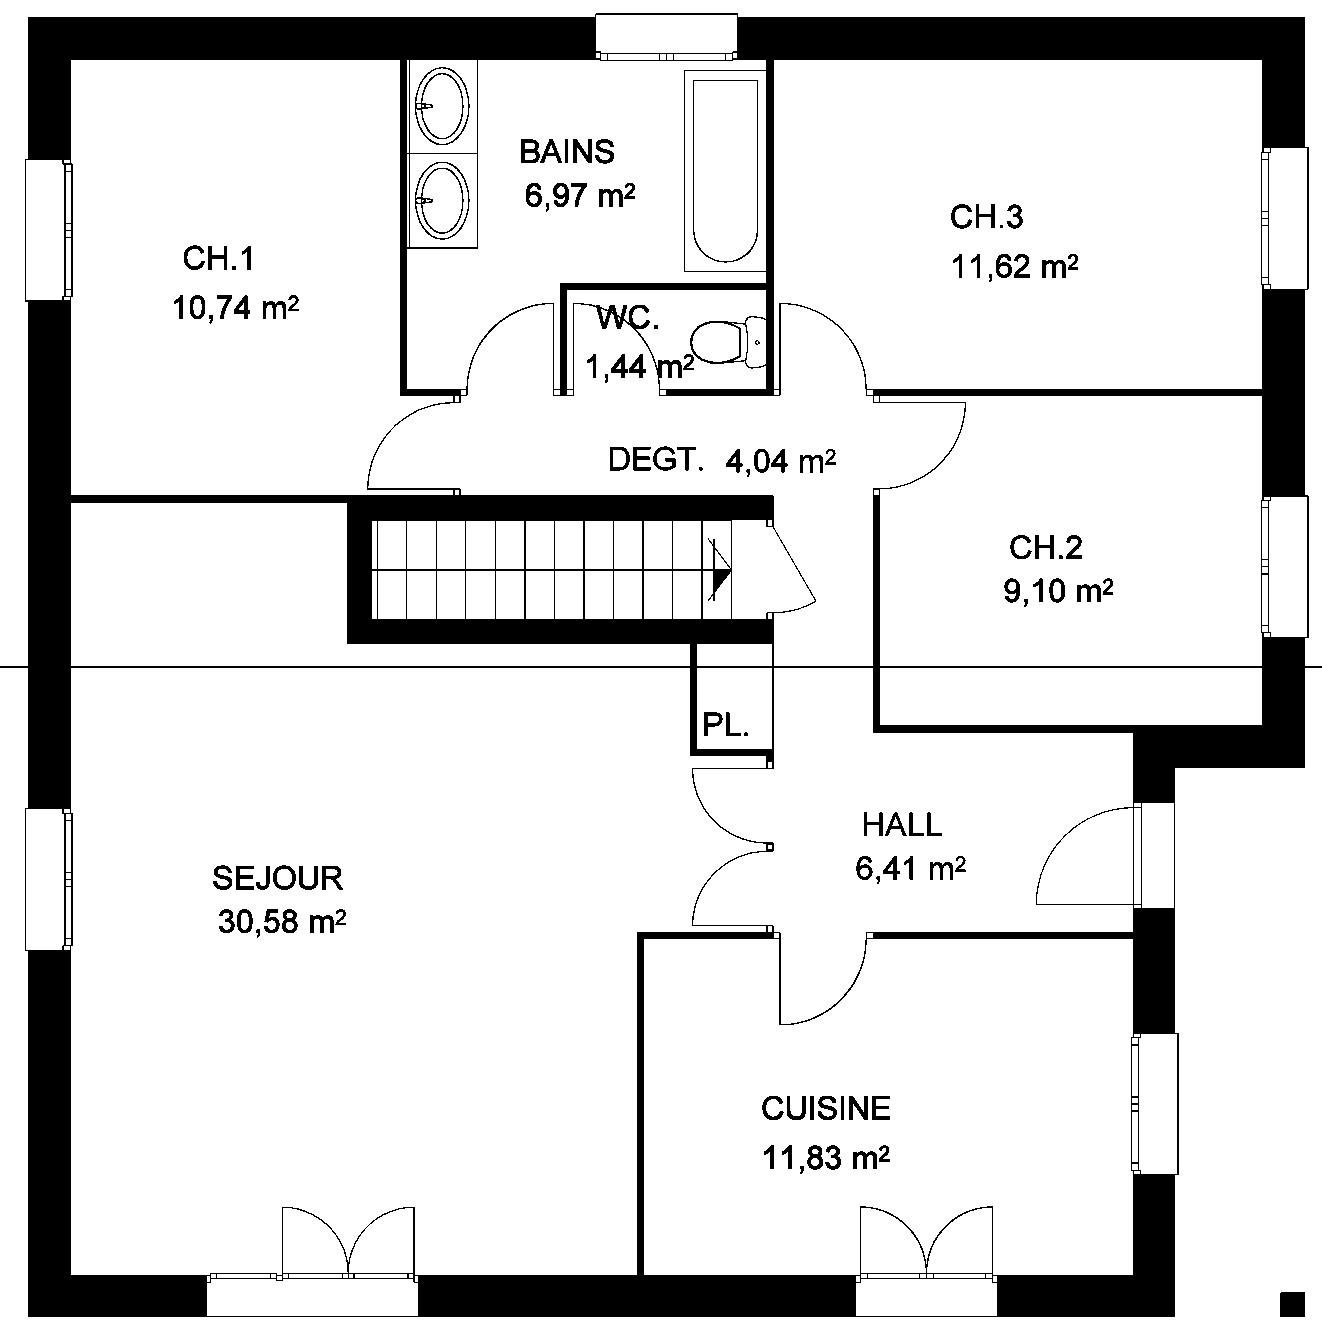 BAINS
6,97 m²
CH.3
11,62 m²
CH.1
10,74 m²
WC.
1,44 m²
DEGT. 4,04 m²
CH.2
9,10 m²
PL.
HALL
6,41 m²
SEJOUR
30,58 m²
CUISINE
11,83 m²